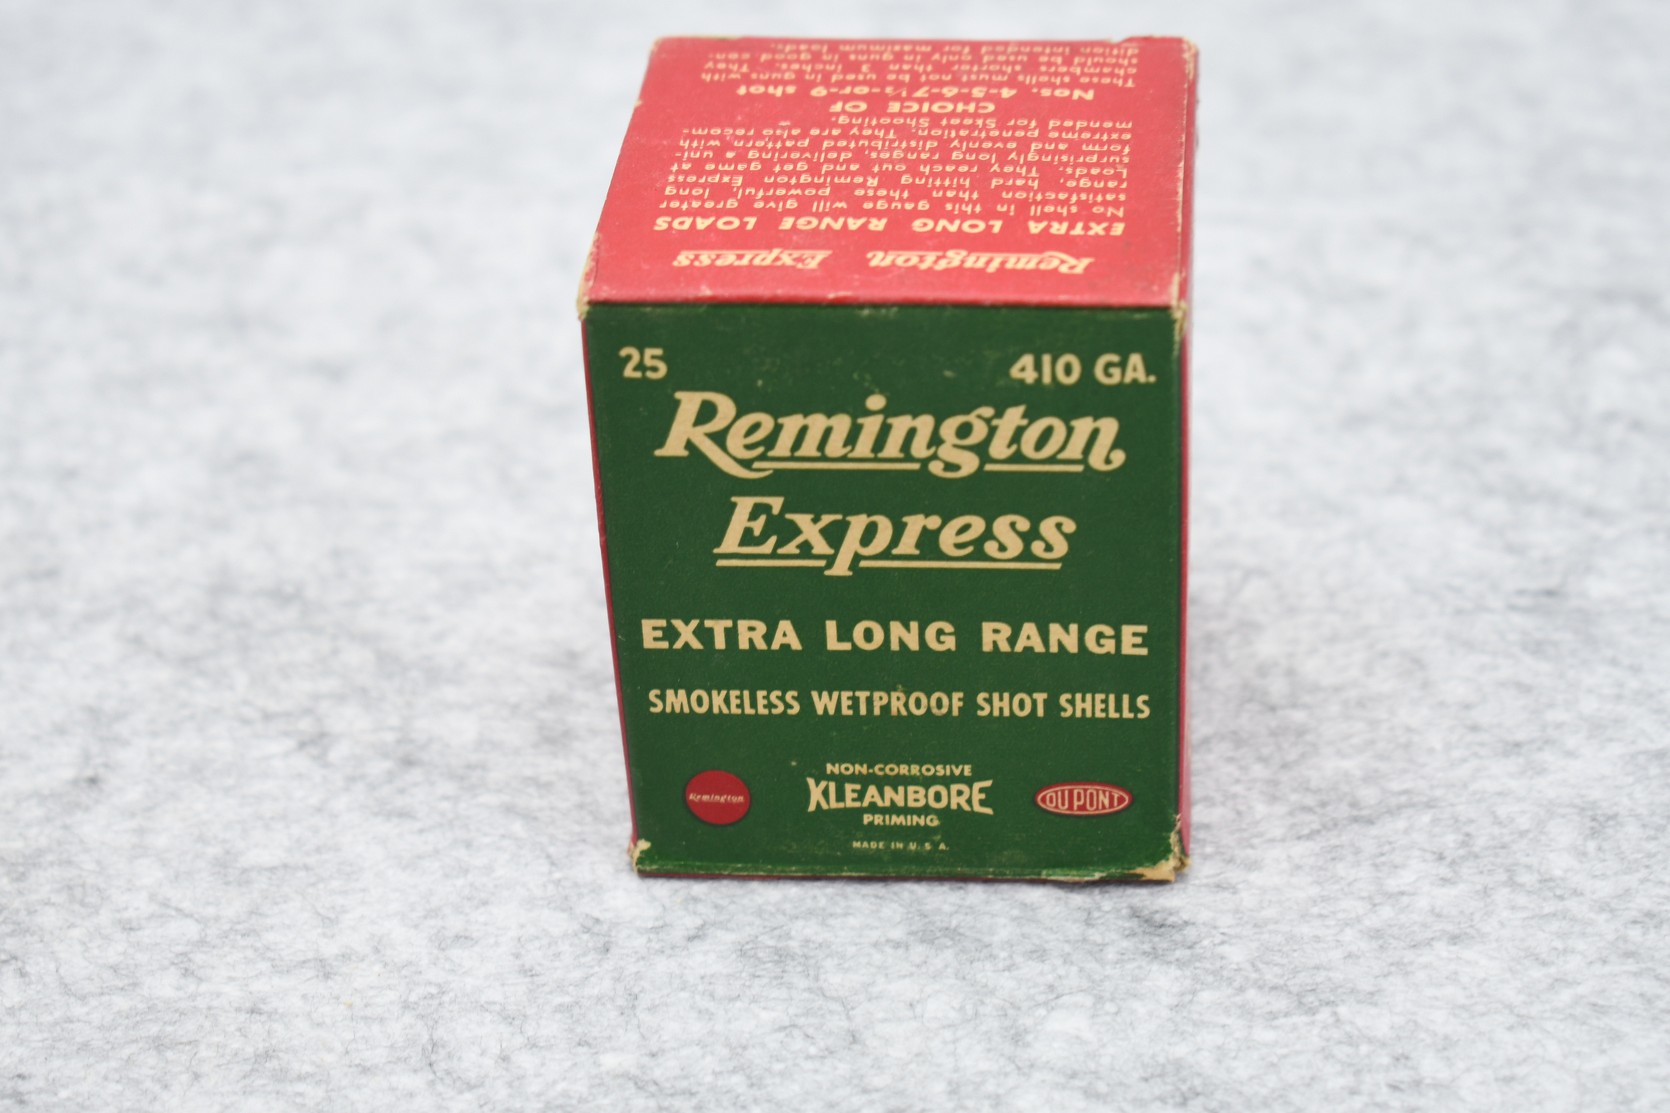 25 410 GA.
Remington
Express
EXTRA LONG RANGE
SMOKELESS WETPROOF SHOT SHELLS
NON-CORROSIVE
KLEANBORE
PRIMING
MADE IN U. S. A.
Remington
DU PONT
Remington Express
EXTRA LONG RANGE LOADS
No shell in this gauge will give greater
satisfaction than these powerful, long
range, hard hitting Remington Express
Loads. They reach out and get game at
surprisingly long ranges, delivering a uni-
form and evenly distributed pattern, with
extreme penetration. They are also recom-
mended for Skeet Shooting.
CHOICE OF
Nos. 4-5-6-7½-or-9 shot
These shells must not be used in guns with
chambers shorter than 3 inches. They
should be used only in guns in good con-
dition intended for maximum loads.